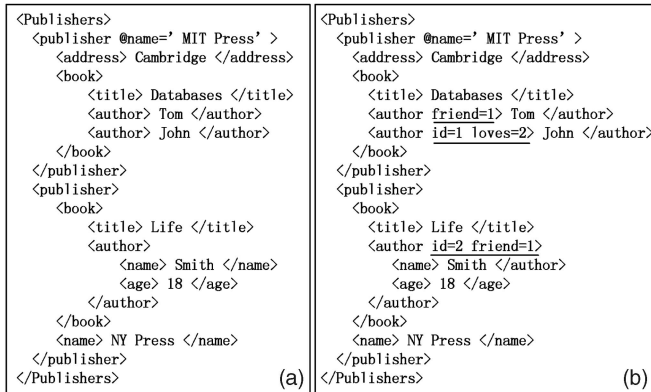 <Publishers>
<publisher @name=' MIT Press' >
<address> Cambridge </address>
<book>
<title> Databases </title>
<author> Tom </author>
<author> John </author>
</book>
</publisher>
<publisher>
<book>
<title> Life </title>
<author>
<name> Smith </name>
<age> 18 </age>
</author>
</book>
<name> NY Press </name>
</publisher>
</Publishers>
(a)
<Publishers>
<publisher @name=' MIT Press' >
<address> Cambridge </address>
<book>
<title> Databases </title>
<author friend=1> Tom </author>
<author id=1 loves=2> John </author>
</book>
</publisher>
<publisher>
<book>
<title> Life </title>
<author id=2 friend=1>
<name> Smith </author>
<age> 18 </age>
</author>
</book>
<name> NY Press </name>
</publisher>
</Publishers>
(b)